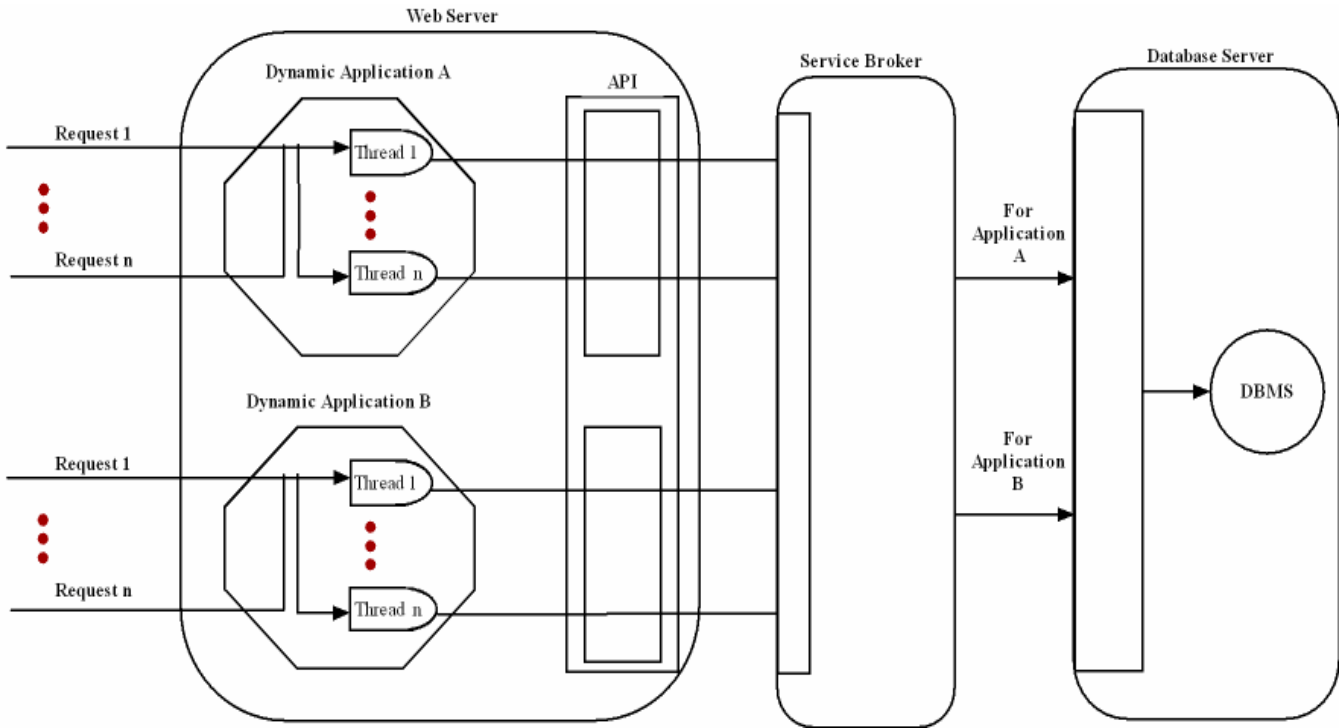 Web Server
Service Broker
Database Server
Dynamic Application A
API
Request 1
Thread 1
Request n
Thread n
For
Application
A
DBMS
Dynamic Application B
Request 1
Thread 1
Request n
Thread n
For
Application
B